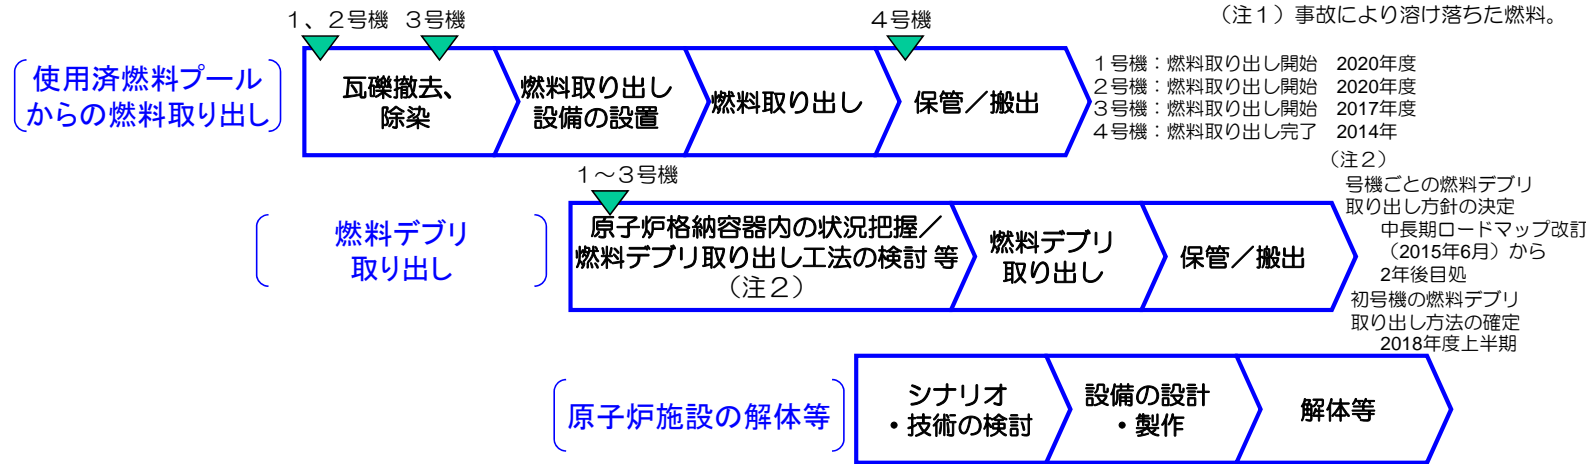 （注１）事故により溶け落ちた燃料。
１、２号機 ３号機 ４号機
使用済燃料プール
からの燃料取り出し
瓦礫撤去、
除染
燃料取り出し
設備の設置
燃料取り出し
保管／搬出
１号機：燃料取り出し開始 2020年度
２号機：燃料取り出し開始 2020年度
３号機：燃料取り出し開始 2017年度
４号機：燃料取り出し完了 2014年
１～３号機
燃料デブリ
取り出し
原子炉格納容器内の状況把握／
燃料デブリ取り出し工法の検討 等
（注２）
燃料デブリ
取り出し
保管／搬出
（注２）
号機ごとの燃料デブリ
取り出し方針の決定
中長期ロードマップ改訂
（2015年6月）から
2年後目処
初号機の燃料デブリ
取り出し方法の確定
2018年度上半期
原子炉施設の解体等
シナリオ
・技術の検討
設備の設計
・製作
解体等